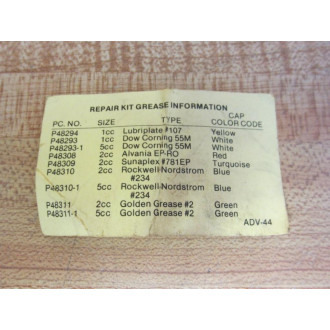 REPAIR KIT GREASE INFORMATION
PC. NO. SIZE TYPE CAP COLOR CODE
P48294 1cc Lubriplate #107 Yellow
P48293 1cc Dow Corning 55M White
P48293-1 5cc Dow Corning 55M White
P48308 2cc Alvania EP-RO Red
P48309 2cc Sunaplex #781EP Turquoise
P48310 2cc Rockwell-Nordstrom Blue
#234
P48310-1 5cc Rockwell-Nordstrom Blue
#234
P48311 2cc Golden Grease #2 Green
P48311-1 5cc Golden Grease #2 Green
ADV-44